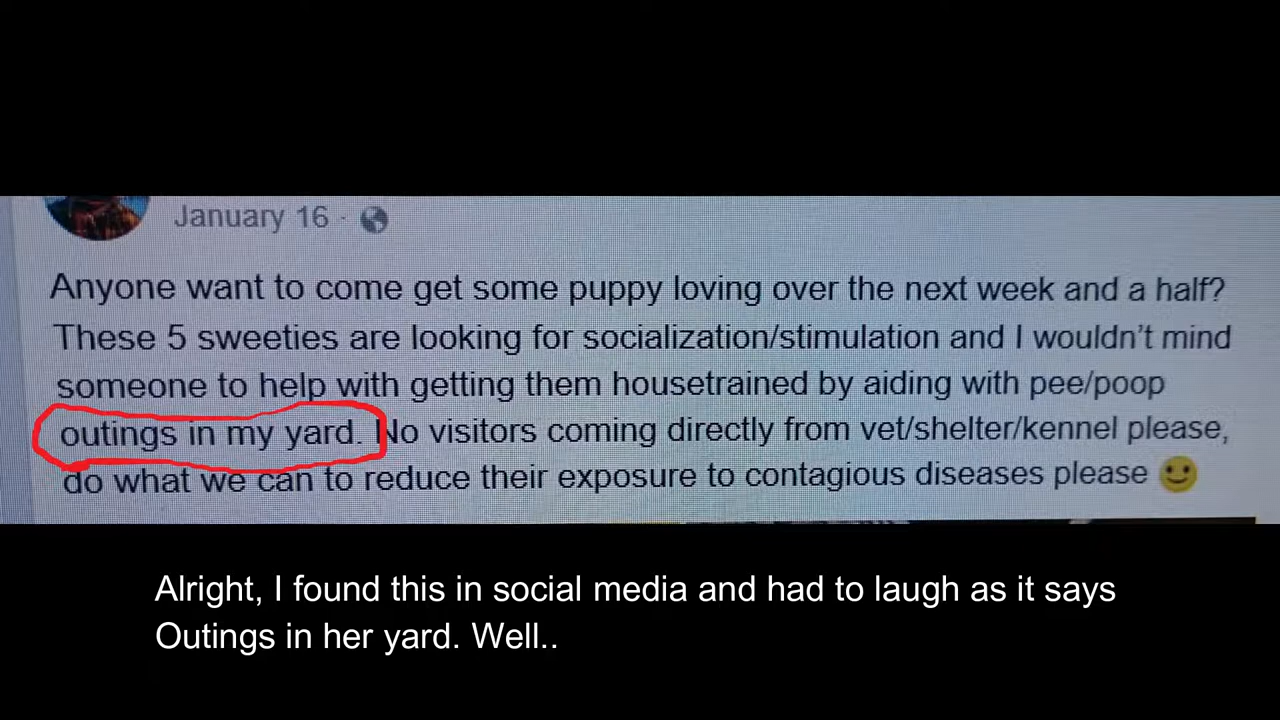 January 16 ·
Anyone want to come get some puppy loving over the next week and a half?
These 5 sweeties are looking for socialization/stimulation and I wouldn't mind
someone to help with getting them housetrained by aiding with pee/poop
outings in my yard. No visitors coming directly from vet/shelter/kennel please,
do what we can to reduce their exposure to contagious diseases please 🙂
Alright, I found this in social media and had to laugh as it says
Outings in her yard. Well..